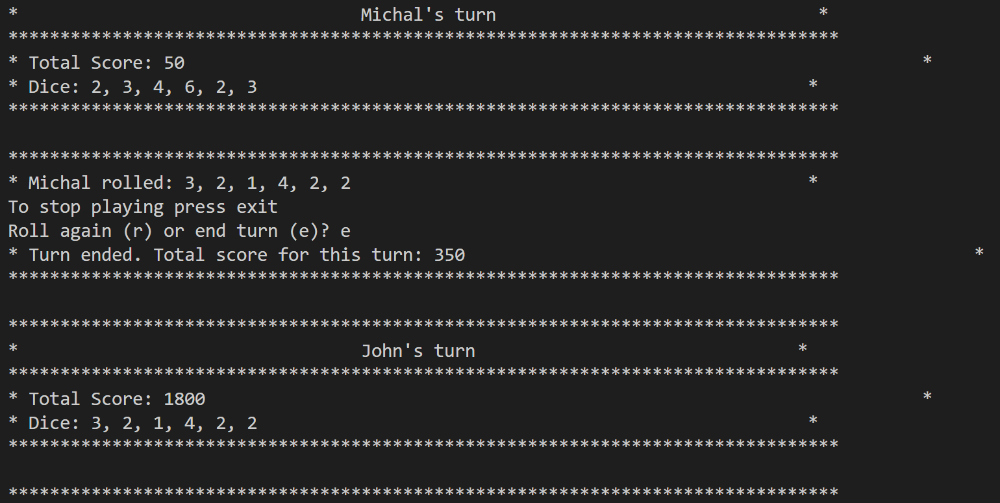 * Michal's turn *
********************************************************************************
* Total Score: 50 *
* Dice: 2, 3, 4, 6, 2, 3 *
********************************************************************************
********************************************************************************
* Michal rolled: 3, 2, 1, 4, 2, 2 *
To stop playing press exit
Roll again (r) or end turn (e)? e
* Turn ended. Total score for this turn: 350 *
********************************************************************************
********************************************************************************
* John's turn *
********************************************************************************
* Total Score: 1800 *
* Dice: 3, 2, 1, 4, 2, 2 *
********************************************************************************
********************************************************************************